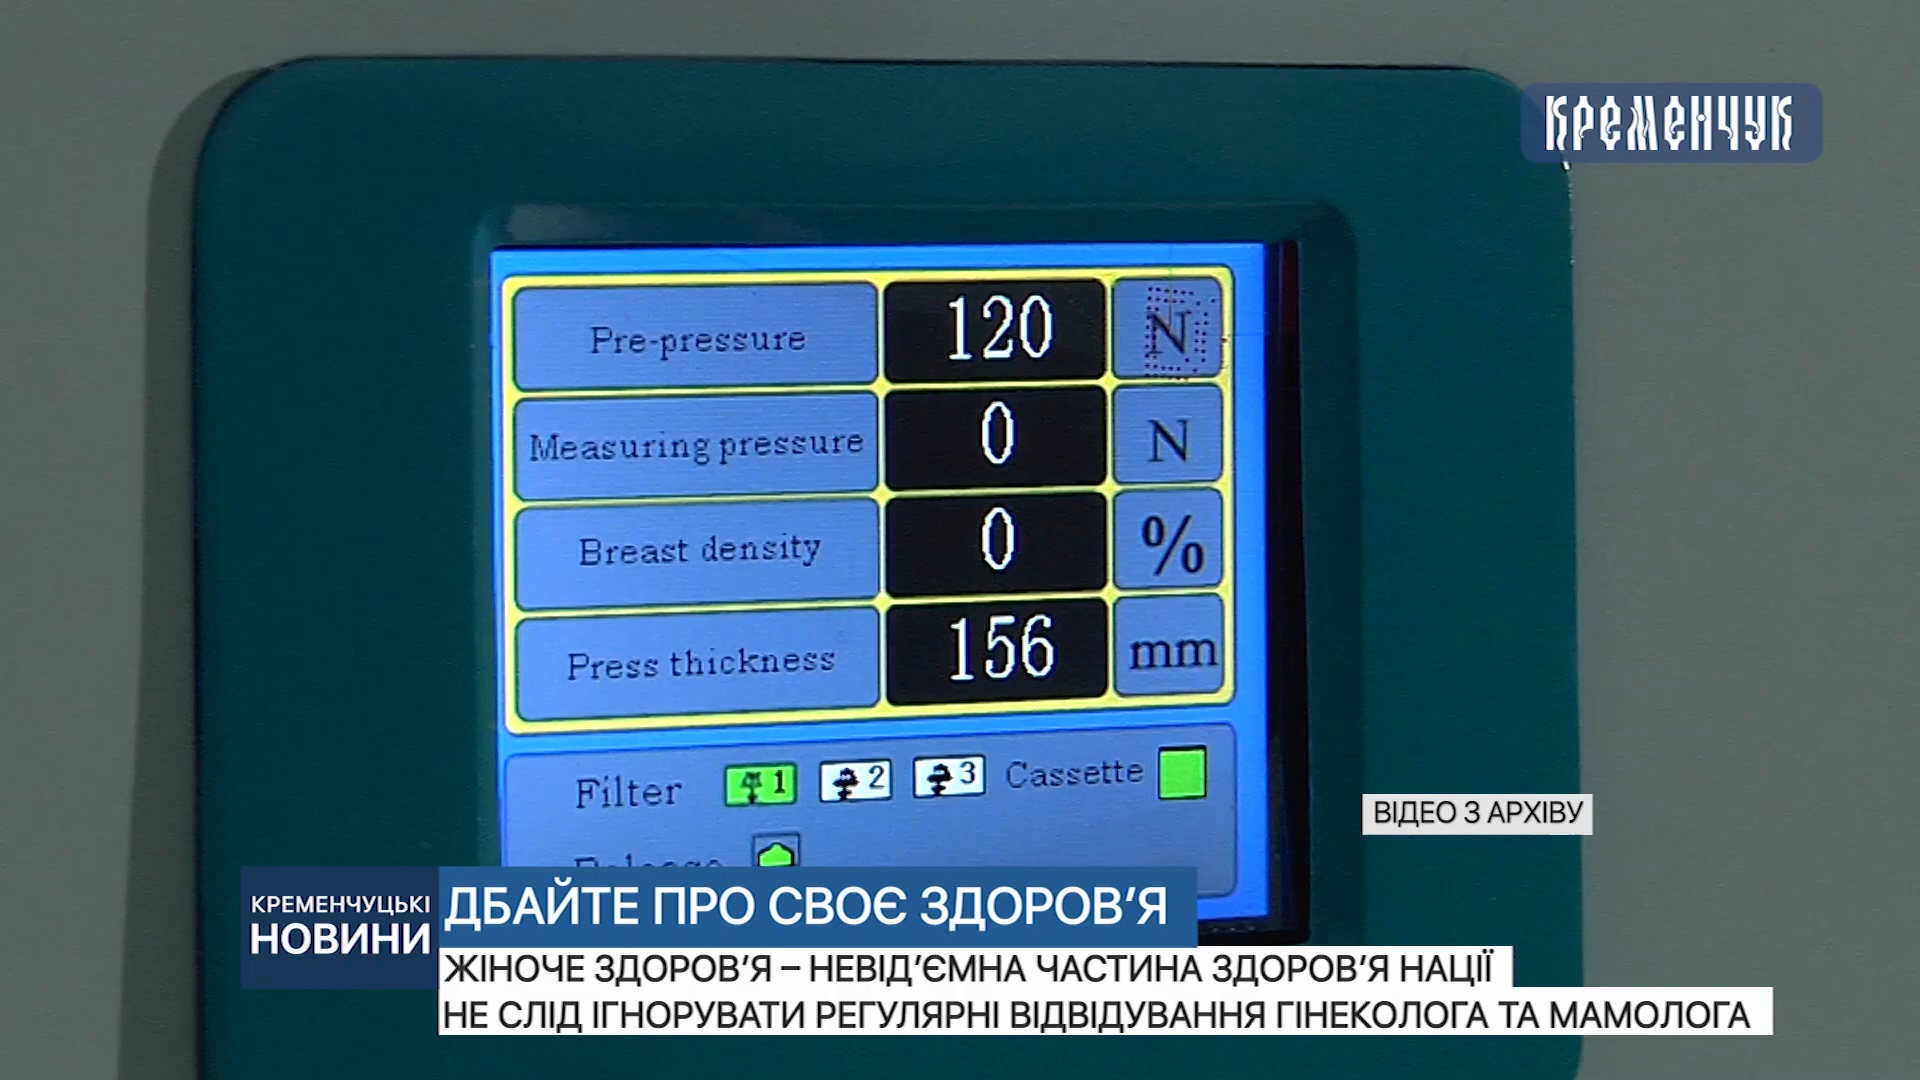 КРЕМЕНЧУК
Pre-pressure 120 N
Measuring pressure 0 N
Breast density 0 %
Press thickness 156 mm
Filter 1 2 3 Cassette
ВІДЕО З АРХІВУ
КРЕМЕНЧУЦЬКІ
НОВИНИ
ДБАЙТЕ ПРО СВОЄ ЗДОРОВ’Я
ЖІНОЧЕ ЗДОРОВ’Я – НЕВІД’ЄМНА ЧАСТИНА ЗДОРОВ’Я НАЦІЇ
НЕ СЛІД ІГНОРУВАТИ РЕГУЛЯРНІ ВІДВІДУВАННЯ ГІНЕКОЛОГА ТА МАМОЛОГА